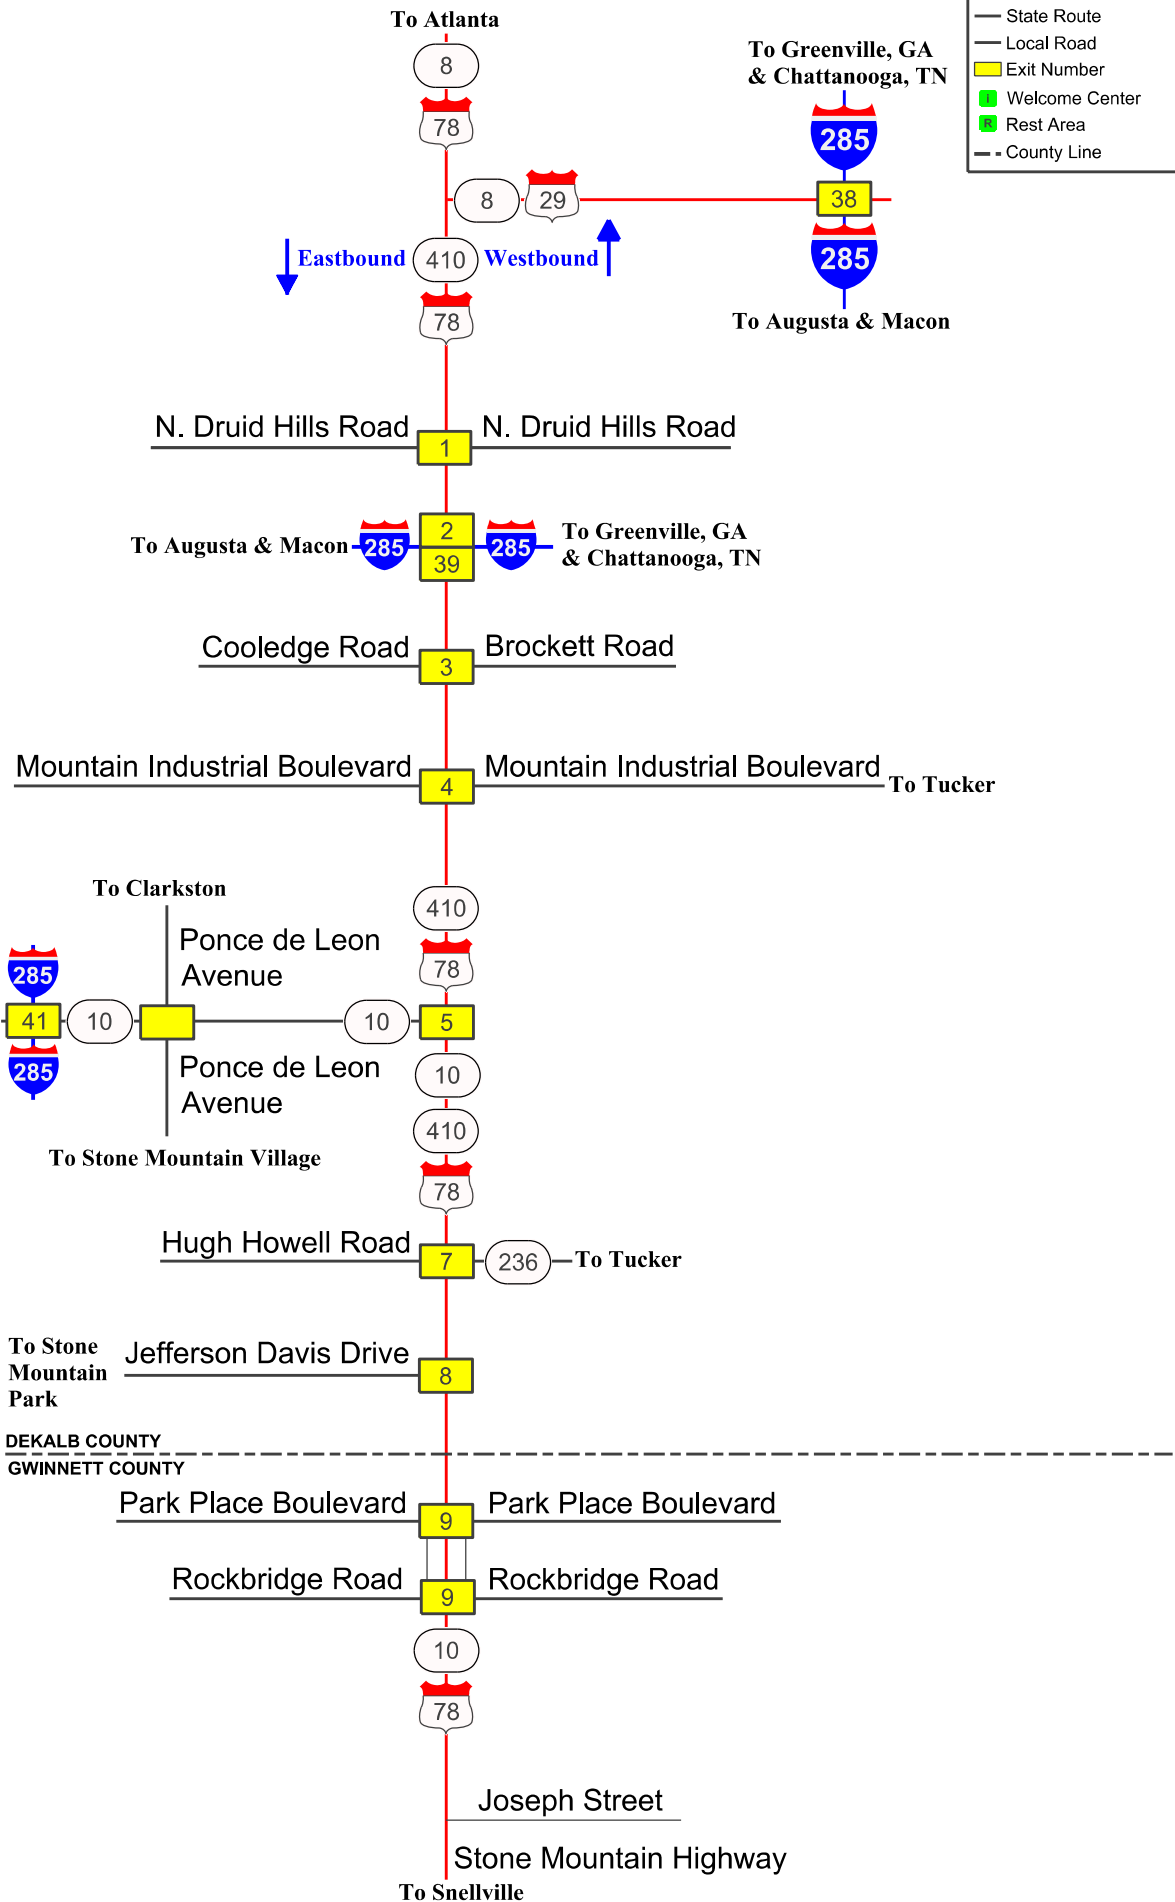 To Atlanta
State Route
Local Road
Exit Number
I Welcome Center
R Rest Area
County Line
To Greenville, GA
& Chattanooga, TN
8
78
285
8
29
38
Eastbound
410
Westbound
285
78
To Augusta & Macon
N. Druid Hills Road
1
N. Druid Hills Road
To Augusta & Macon
285
2
39
285
To Greenville, GA
& Chattanooga, TN
Cooledge Road
3
Brockett Road
Mountain Industrial Boulevard
4
Mountain Industrial Boulevard
To Tucker
To Clarkston
410
Ponce de Leon
Avenue
78
285
41
10
10
5
285
Ponce de Leon
Avenue
10
410
To Stone Mountain Village
78
Hugh Howell Road
7
236
To Tucker
To Stone
Mountain
Park
Jefferson Davis Drive
8
DEKALB COUNTY
GWINNETT COUNTY
Park Place Boulevard
9
Park Place Boulevard
Rockbridge Road
9
Rockbridge Road
10
78
Joseph Street
Stone Mountain Highway
To Snellville